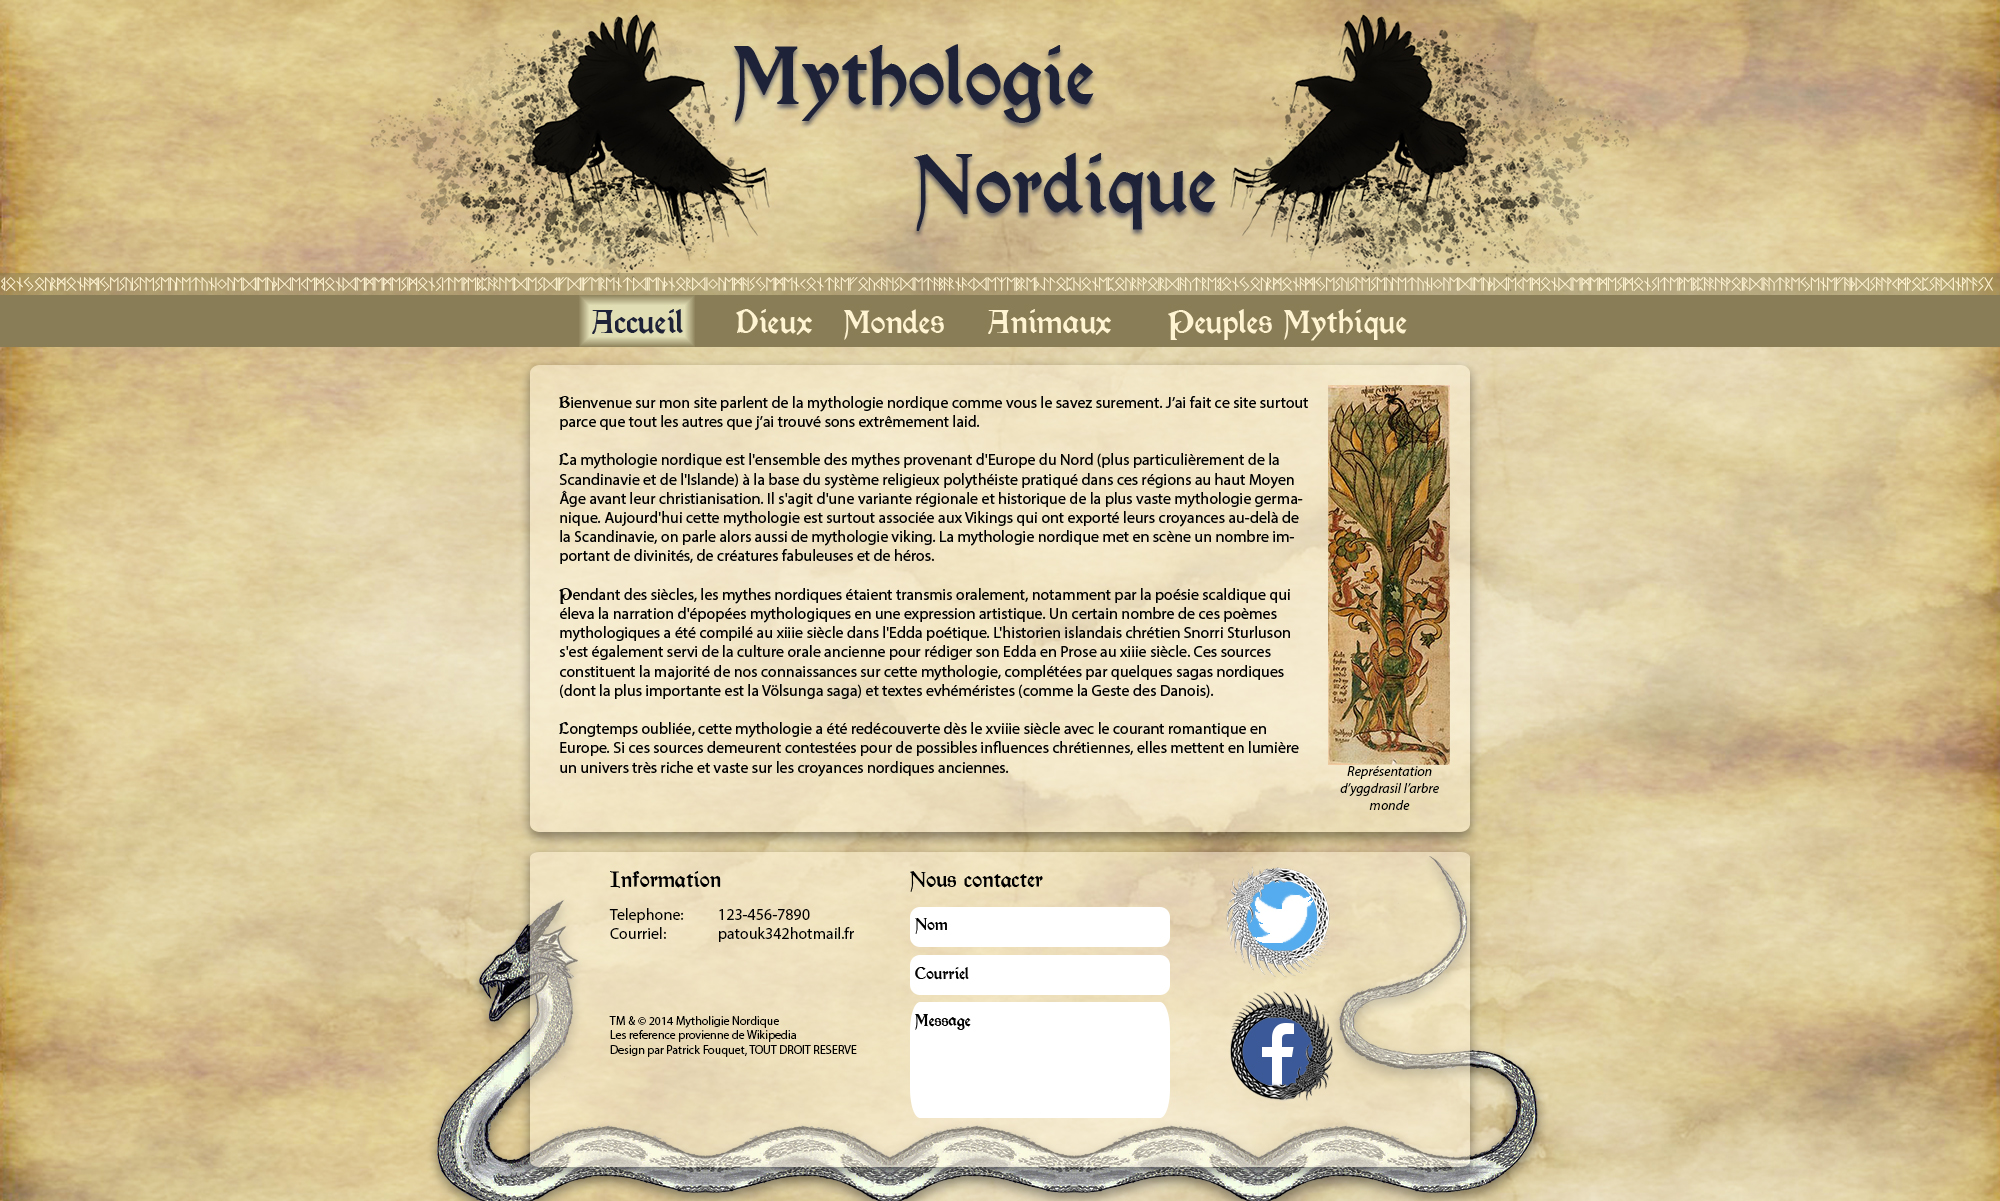 Mythologie
Nordique
Accueil
Dieux
Mondes
Animaux
Peuples Mythique
Bienvenue sur mon site parlent de la mythologie nordique comme vous le savez surement. J'ai fait ce site surtout
parce que tout les autres que j'ai trouvé sons extrêmement laid.
La mythologie nordique est l'ensemble des mythes provenant d'Europe du Nord (plus particulièrement de la
Scandinavie et de l'Islande) à la base du système religieux polythéiste pratiqué dans ces régions au haut Moyen
Âge avant leur christianisation. Il s'agit d'une variante régionale et historique de la plus vaste mythologie germa-
nique. Aujourd'hui cette mythologie est surtout associée aux Vikings qui ont exporté leurs croyances au-delà de
la Scandinavie, on parle alors aussi de mythologie viking. La mythologie nordique met en scène un nombre im-
portant de divinités, de créatures fabuleuses et de héros.
Pendant des siècles, les mythes nordiques étaient transmis oralement, notamment par la poésie scaldique qui
éleva la narration d'épopées mythologiques en une expression artistique. Un certain nombre de ces poèmes
mythologiques a été compilé au xiiie siècle dans l'Edda poétique. L'historien islandais chrétien Snorri Sturluson
s'est également servi de la culture orale ancienne pour rédiger son Edda en Prose au xiiie siècle. Ces sources
constituent la majorité de nos connaissances sur cette mythologie, complétées par quelques sagas nordiques
(dont la plus importante est la Völsunga saga) et textes evhéméristes (comme la Geste des Danois).
Longtemps oubliée, cette mythologie a été redécouverte dès le xviiie siècle avec le courant romantique en
Europe. Si ces sources demeurent contestées pour de possibles influences chrétiennes, elles mettent en lumière
un univers très riche et vaste sur les croyances nordiques anciennes.
Représentation
d'yggdrasil l'arbre
monde
Information
Telephone: 123-456-7890
Courriel: patouk342hotmail.fr
TM & © 2014 Mytholigie Nordique
Les reference provienne de Wikipedia
Design par Patrick Fouquet, TOUT DROIT RESERVE
Nous contacter
Nom
Courriel
Message